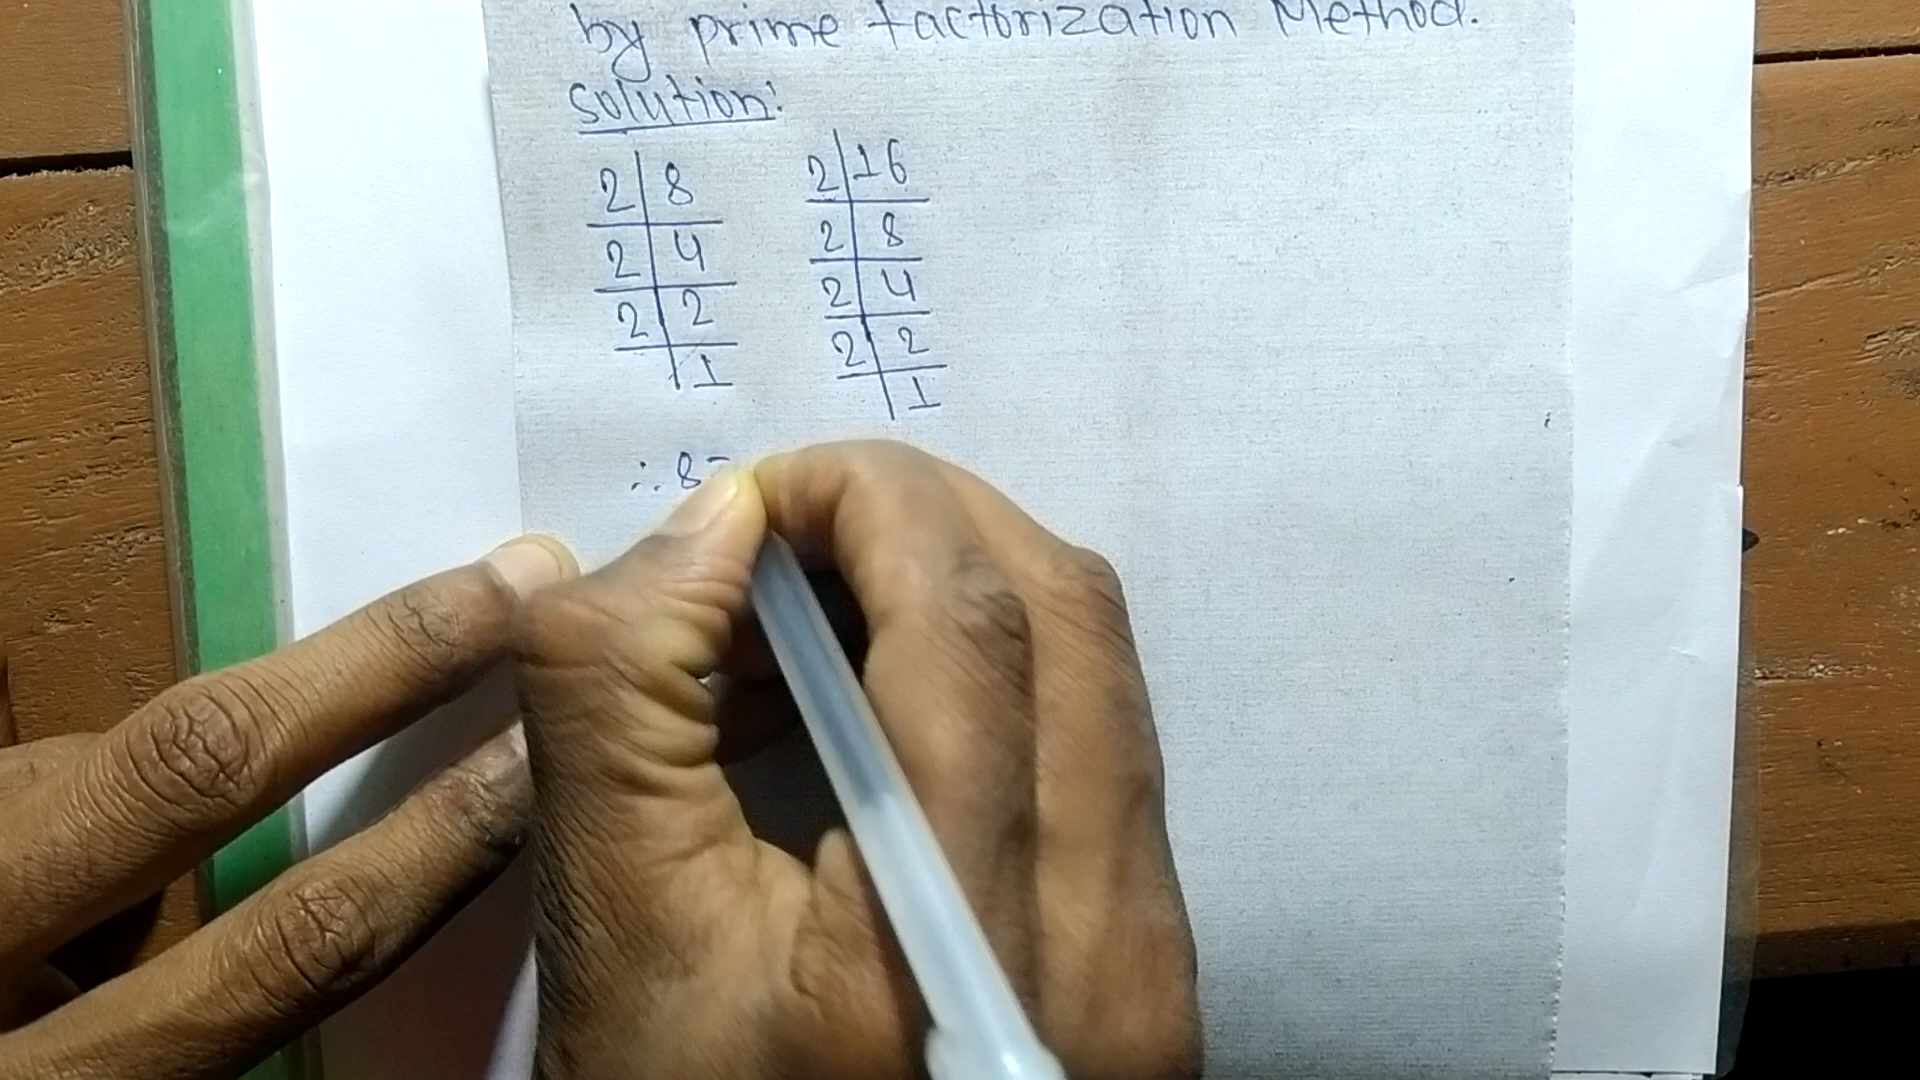 by prime factorization Method.
solution:
2 8 2 16
2 4 2 8
2 2 2 4
1 2 2
1
∴ 8=